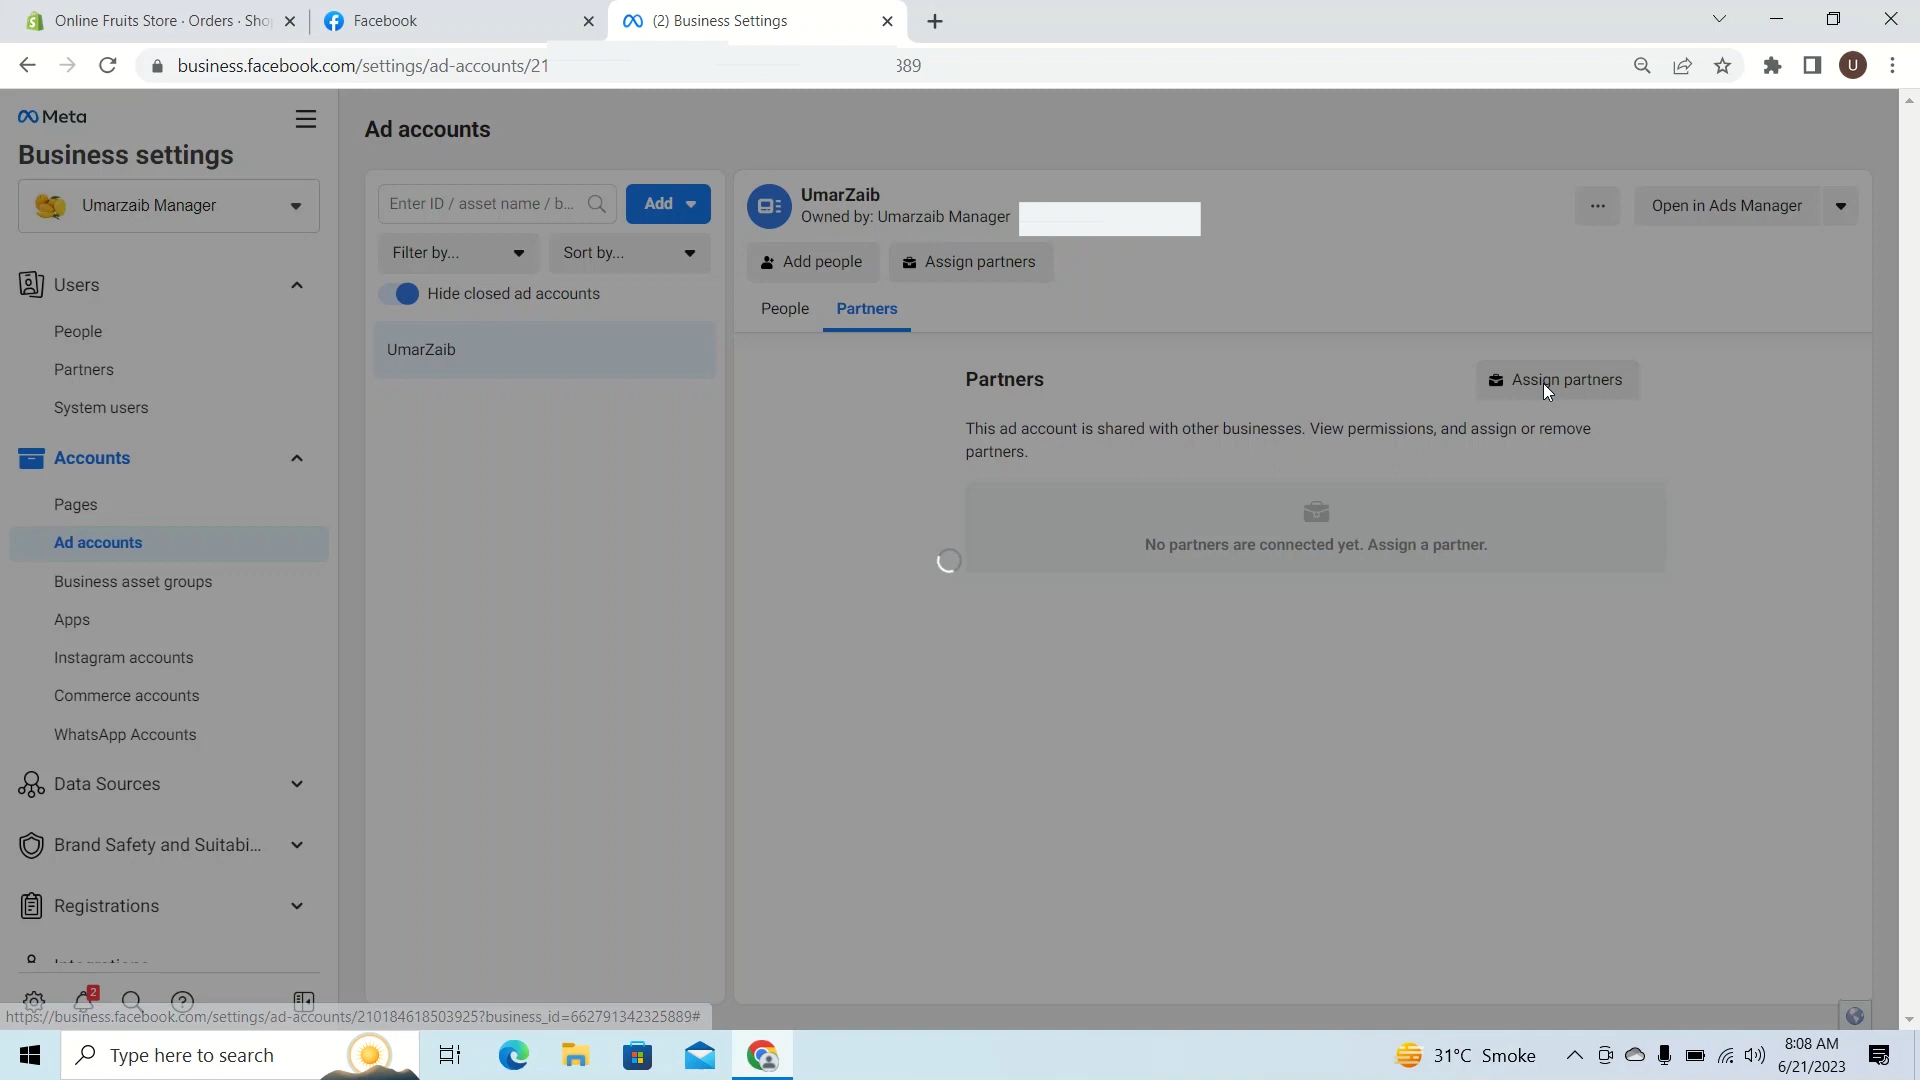 Online Fruits Store · Orders · Sho
Facebook
(2) Business Settings
business.facebook.com/settings/ad-accounts/21 389
U
Meta
Business settings
Umarzaib Manager
Users
People
Partners
System users
Accounts
Pages
Ad accounts
Business asset groups
Apps
Instagram accounts
Commerce accounts
WhatsApp Accounts
Data Sources
Brand Safety and Suitabi...
Registrations
Integrations
2
Ad accounts
Enter ID / asset name / b...
Add
Filter by...
Sort by...
Hide closed ad accounts
UmarZaib
UmarZaib
Owned by: Umarzaib Manager
...
Open in Ads Manager
Add people
Assign partners
People
Partners
Partners
Assign partners
This ad account is shared with other businesses. View permissions, and assign or remove
partners.
No partners are connected yet. Assign a partner.
https://business.facebook.com/settings/ad-accounts/210184618503925?business_id=662791342325889#
Type here to search
31°C Smoke
8:08 AM
6/21/2023